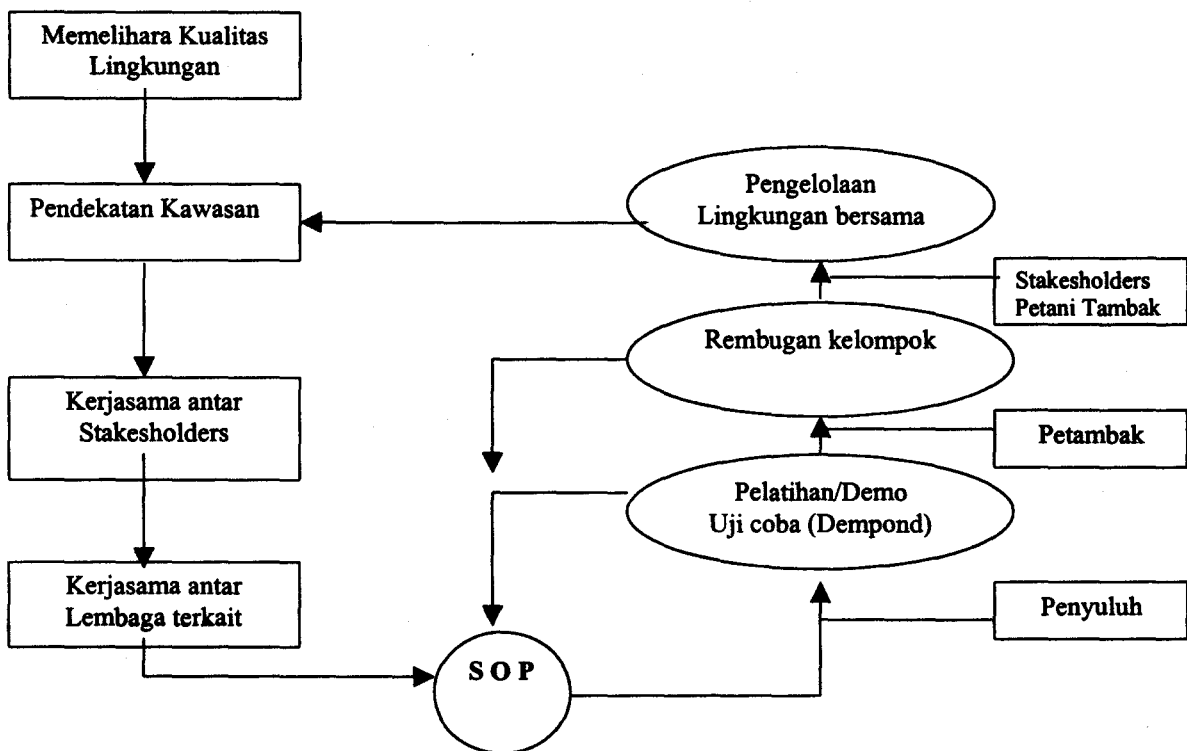 Memelihara Kualitas
Lingkungan
Pendekatan Kawasan
Kerjasama antar
Stakesholders
Kerjasama antar
Lembaga terkait
S O P
Pengelolaan
Lingkungan bersama
Stakesholders
Petani Tambak
Rembugan kelompok
Petambak
Pelatihan/Demo
Uji coba (Dempond)
Penyuluh